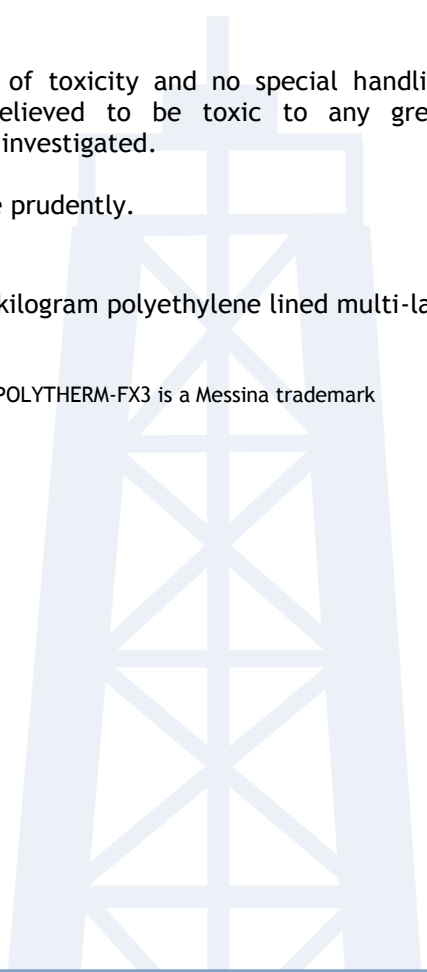 of toxicity and no special handli
elieved to be toxic to any gre
investigated.
prudently.
kilogram polyethylene lined multi-la
POLYTHERM-FX3 is a Messina trademark